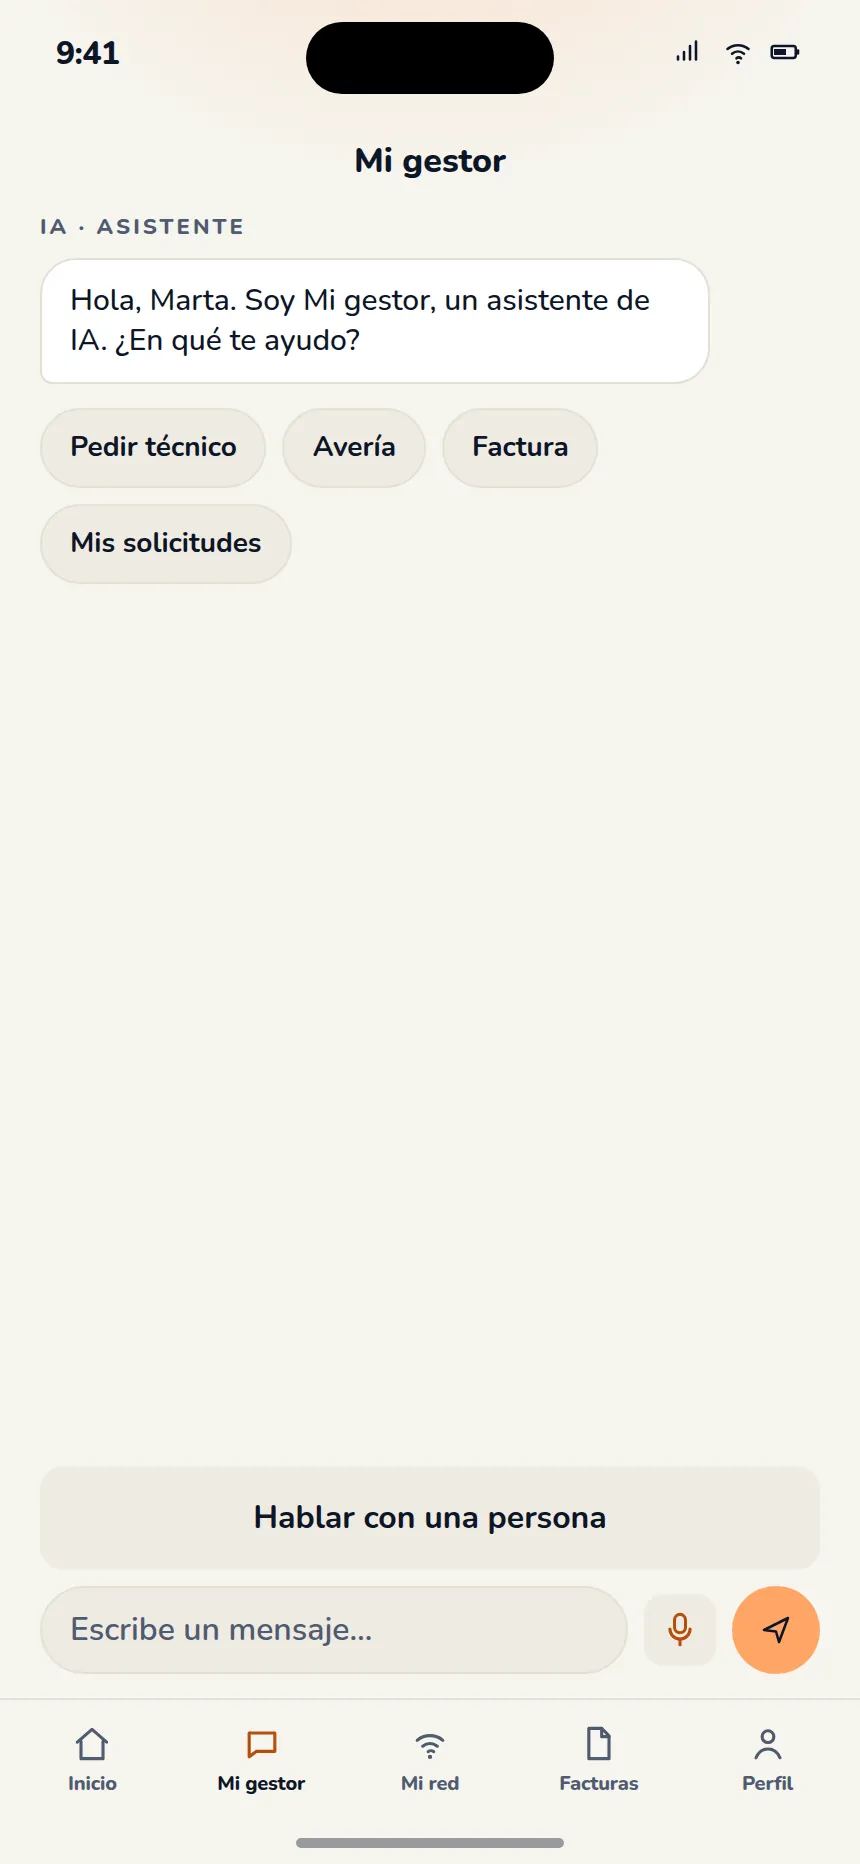 9:41
Mi gestor
IA · ASISTENTE
Hola, Marta. Soy Mi gestor, un asistente de
IA. ¿En qué te ayudo?
Pedir técnico
Avería
Factura
Mis solicitudes
Hablar con una persona
Escribe un mensaje...
Inicio
Mi gestor
Mi red
Facturas
Perfil